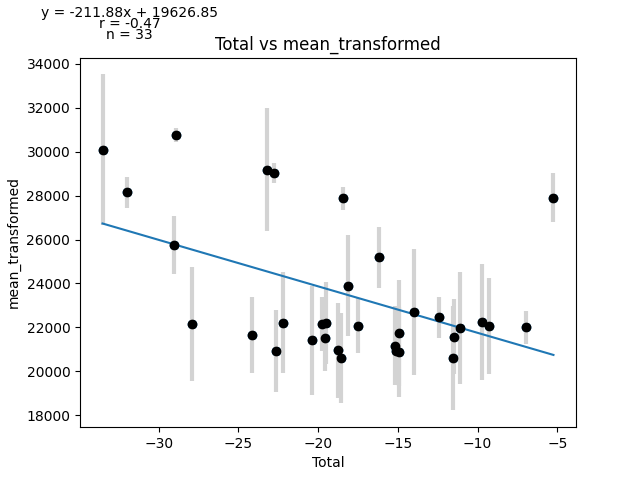 y = -211.88x + 19626.85
r = -0.47
n = 33
Total vs mean_transformed
mean_transformed
34000
32000
30000
28000
26000
24000
22000
20000
18000
−30
−25
−20
−15
−10
−5
Total